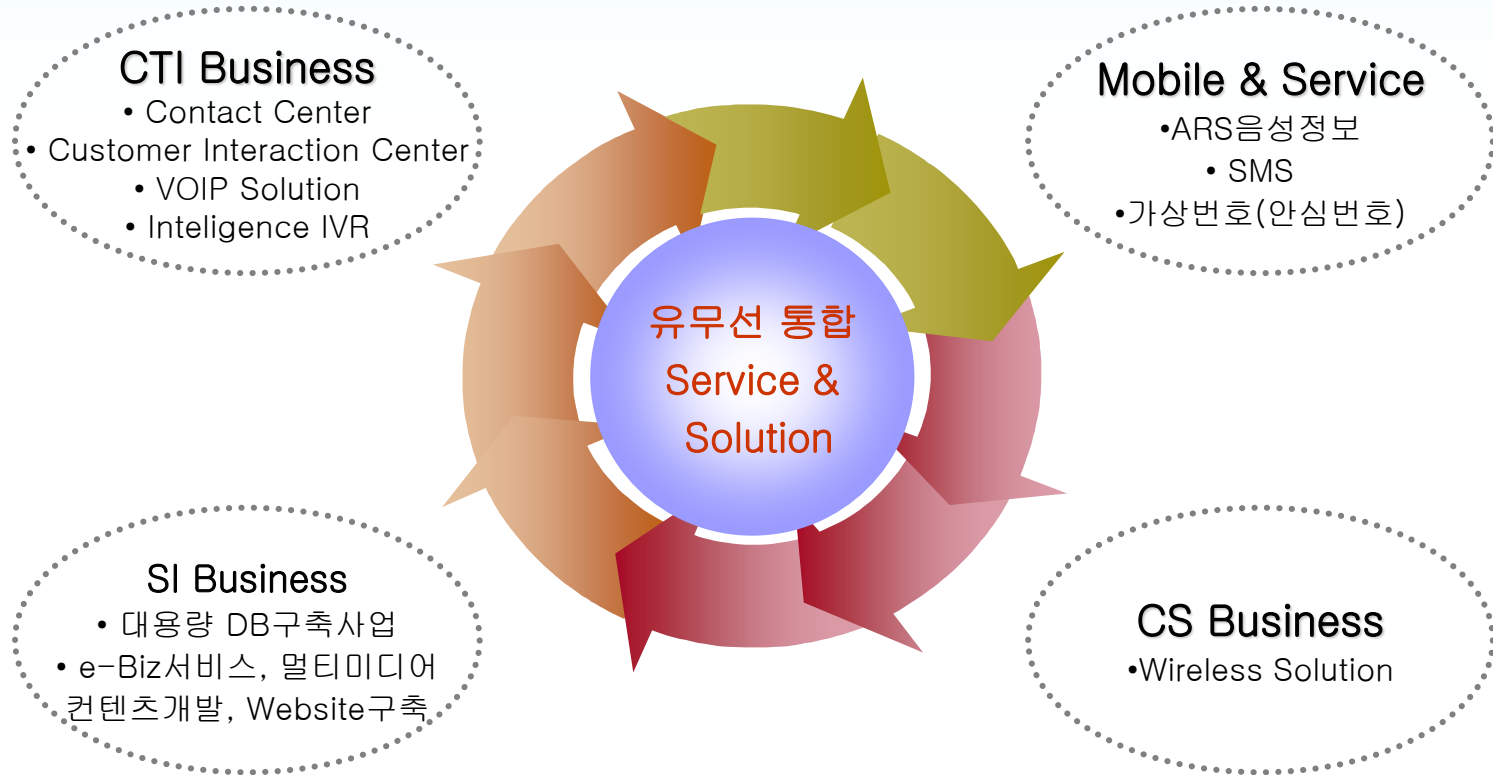 CTI Business
• Contact Center
• Customer Interaction Center
• VOIP Solution
• Inteligence IVR
Mobile & Service
•ARS음성정보
• SMS
•가상번호(안심번호)
유무선 통합
Service &
Solution
SI Business
• 대용량 DB구축사업
• e-Biz서비스, 멀티미디어
컨텐츠개발, Website구축
CS Business
•Wireless Solution